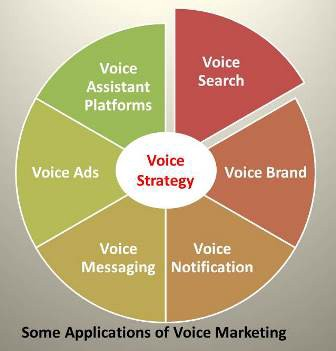 Voice
Search
Voice
Assistant
Platforms
Voice Ads
Voice
Strategy
Voice Brand
Voice
Messaging
Voice
Notification
Some Applications of Voice Marketing